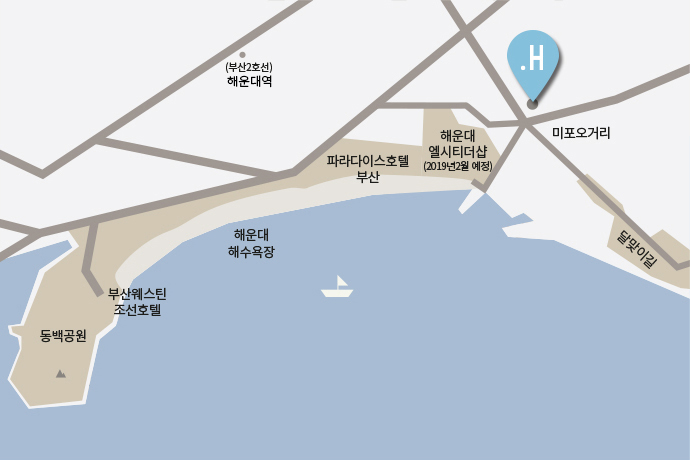 .H
(부산2호선)
해운대역
미포오거리
해운대
엘시티더샵
(2019년2월 예정)
파라다이스호텔
부산
해운대
해수욕장
달맞이길
부산웨스틴
조선호텔
동백공원